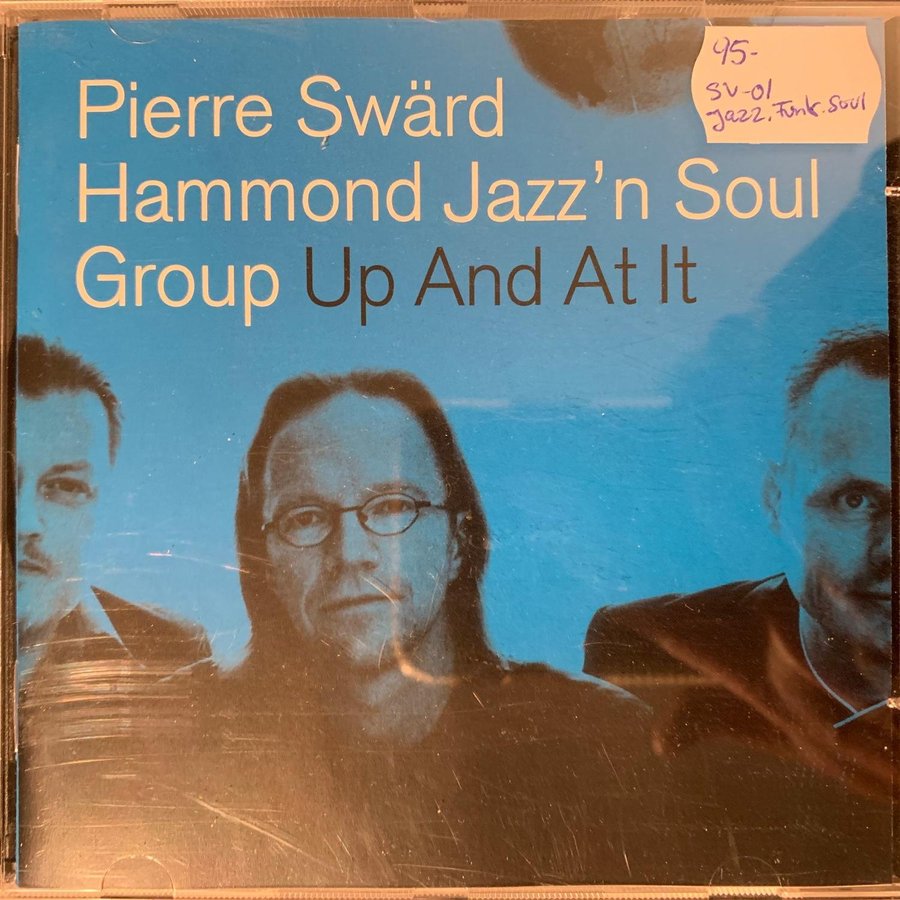 Pierre Swärd
Hammond Jazz'n Soul
Group Up And At It
95-
SV-01
Jazz, Funk. Soul